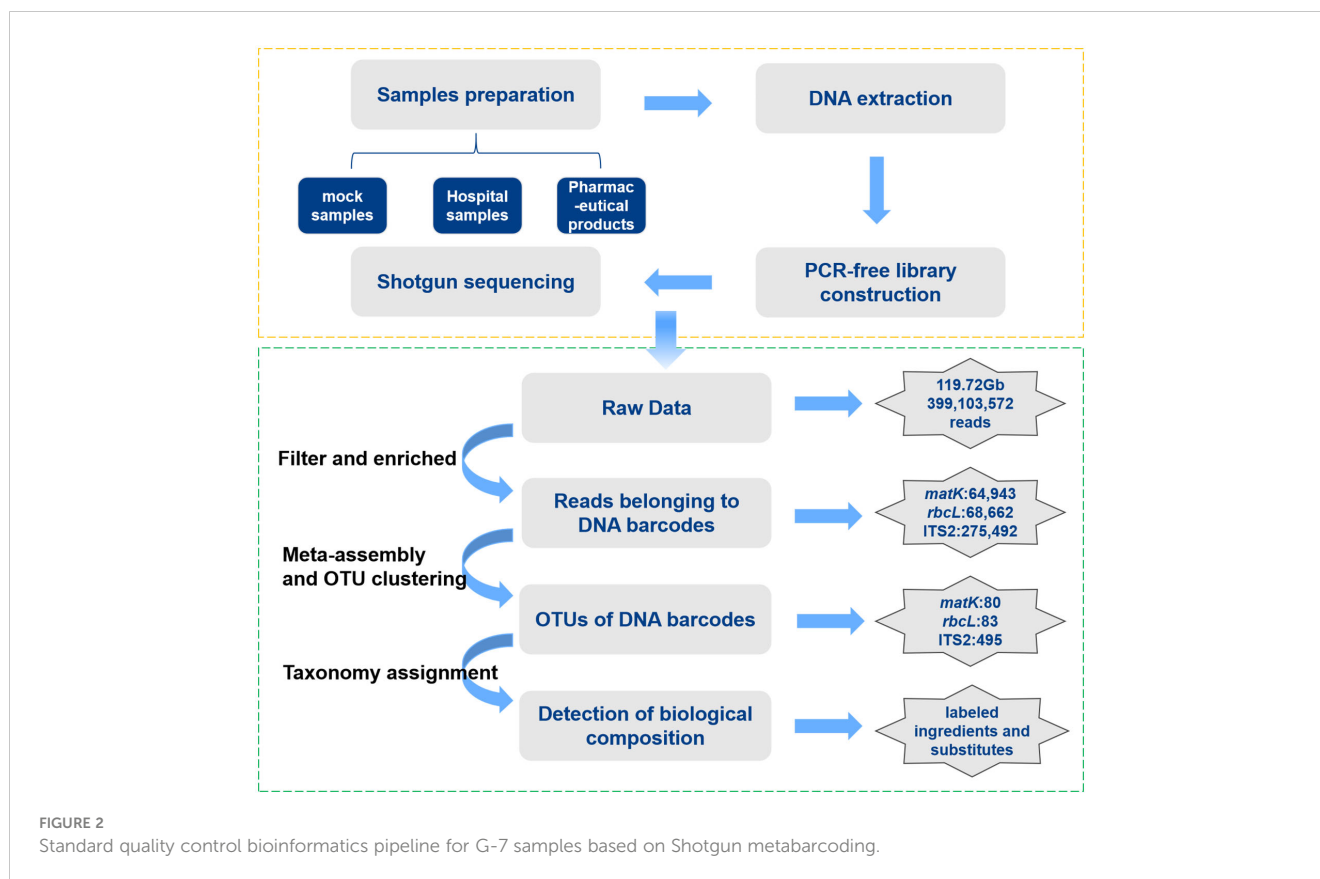 Samples preparation
DNA extraction
mock
samples
Hospital
samples
Pharmac
-eutical
products
Shotgun sequencing
PCR-free library
construction
Raw Data
119.72Gb
399,103,572
reads
Filter and enriched
Reads belonging to
DNA barcodes
matK:64,943
rbcL:68,662
ITS2:275,492
Meta-assembly
and OTU clustering
OTUs of DNA barcodes
matK:80
rbcL:83
ITS2:495
Taxonomy assignment
Detection of biological
composition
labeled
ingredients and
substitutes
FIGURE 2
Standard quality control bioinformatics pipeline for G-7 samples based on Shotgun metabarcoding.